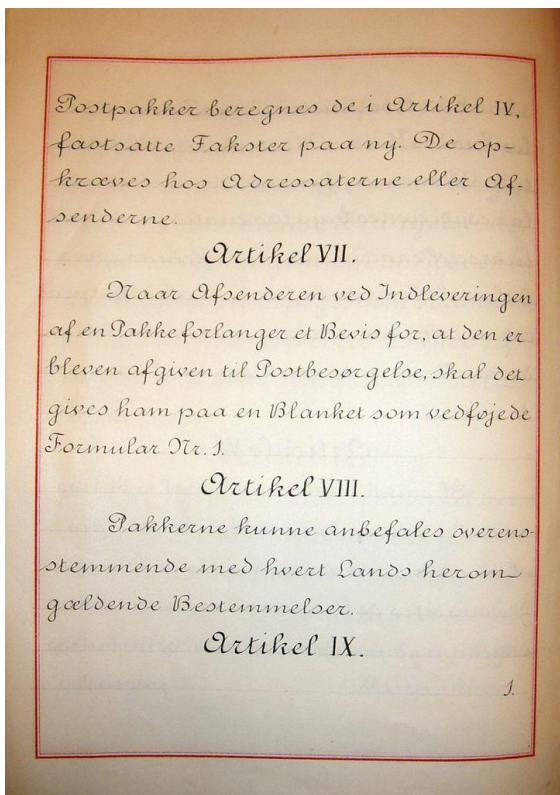 Postpakker beregnes de i Artikel IV,
fastsatte Takster paa ny. De op-
kræves hos Adressaterne eller Af-
senderne.
Artikel VII.
Naar Afsenderen ved Indleveringen
af en Pakke forlanger et Bevis for, at den er
bleven afgiven til Postbesørgelse, skal det
gives ham paa en Blanket som vedføjede
Formular Nr. 1.
Artikel VIII.
Pakkerne kunne anbefales overens-
stemmende med hvert Lands herom
gældende Bestemmelser.
Artikel IX.
1.